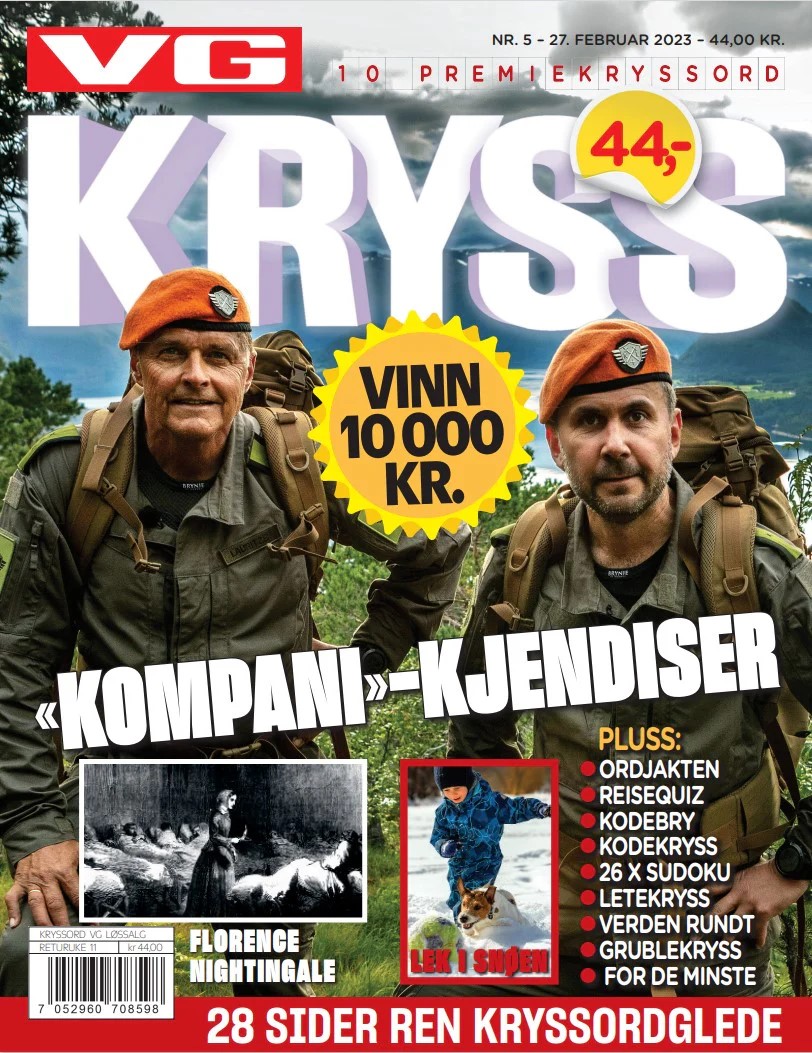 VG
NR. 5 – 27. FEBRUAR 2023 – 44,00 KR.
10 PREMIEKRYSSORD
KRYSS
44,-
VINN
10 000
KR.
BRYNJE
BRYNJE
«KOMPANI»-KJENDISER
PLUSS:
ORDJAKTEN
REISEQUIZ
KODEBRY
KODEKRYSS
26 X SUDOKU
LETEKRYSS
VERDEN RUNDT
GRUBLEKRYSS
FOR DE MINSTE
FLORENCE
NIGHTINGALE
LEK I SNØEN
KRYSSORD VG LØSSALG
RETURUKE 11
kr 44,00
7 052960 708598
28 SIDER REN KRYSSORDGLEDE